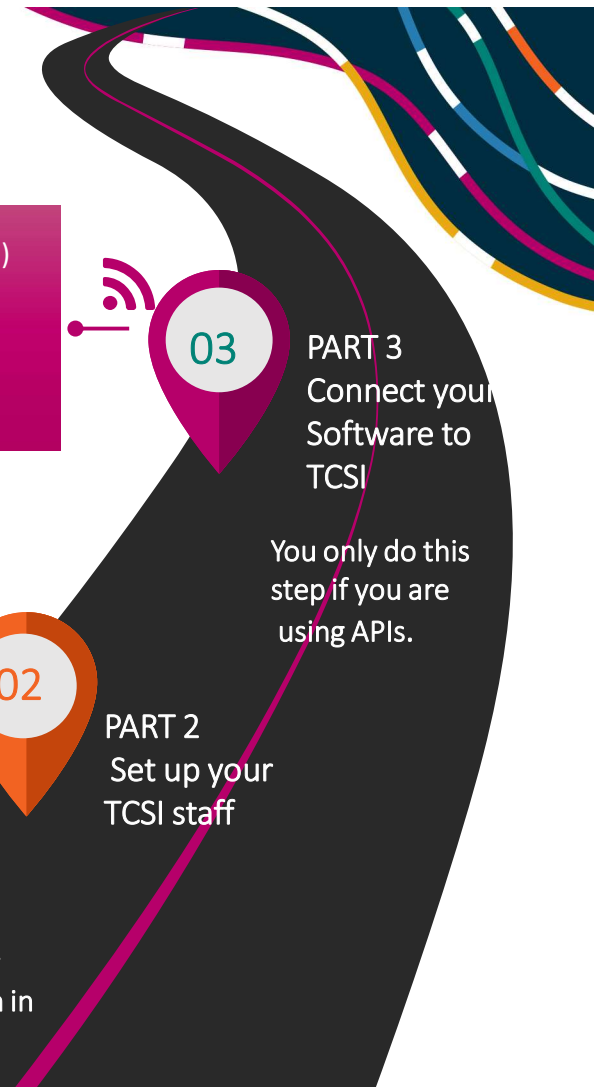 )
03
PART 3
Connect your
Software to
TCSI
You only do this
step if you are
using APIs.
02
PART 2
Set up your
TCSI staff
in